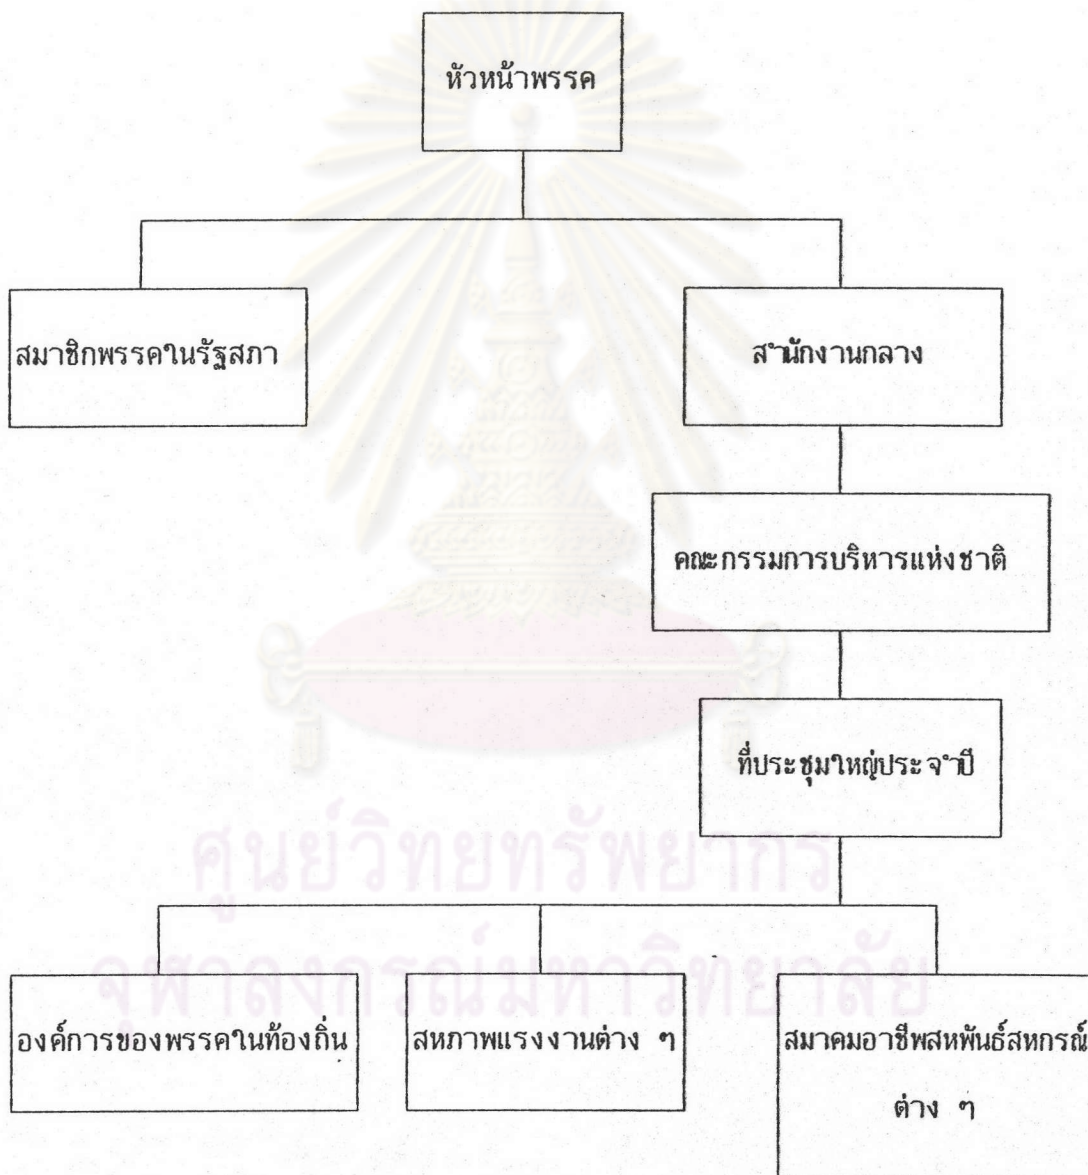 หัวหน้าพรรค
สมาชิกพรรคในรัฐสภา
สำนักงานกลาง
คณะกรรมการบริหารแห่งชาติ
ที่ประชุมใหญ่ประจำปี
ศูนย์วิทยทรัพยากร
จุฬาลงกรณ์มหาวิทยาลัย
องค์การของพรรคในท้องถิ่น
สหภาพแรงงานต่าง ๆ
สมาคมอาชีพสหพันธ์สหกรณ์
ต่าง ๆ